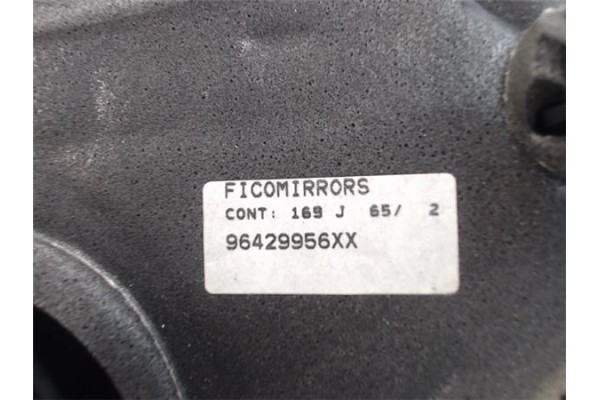 FICOMIRRORS
CONT: 169 J 65/ 2
96429956XX